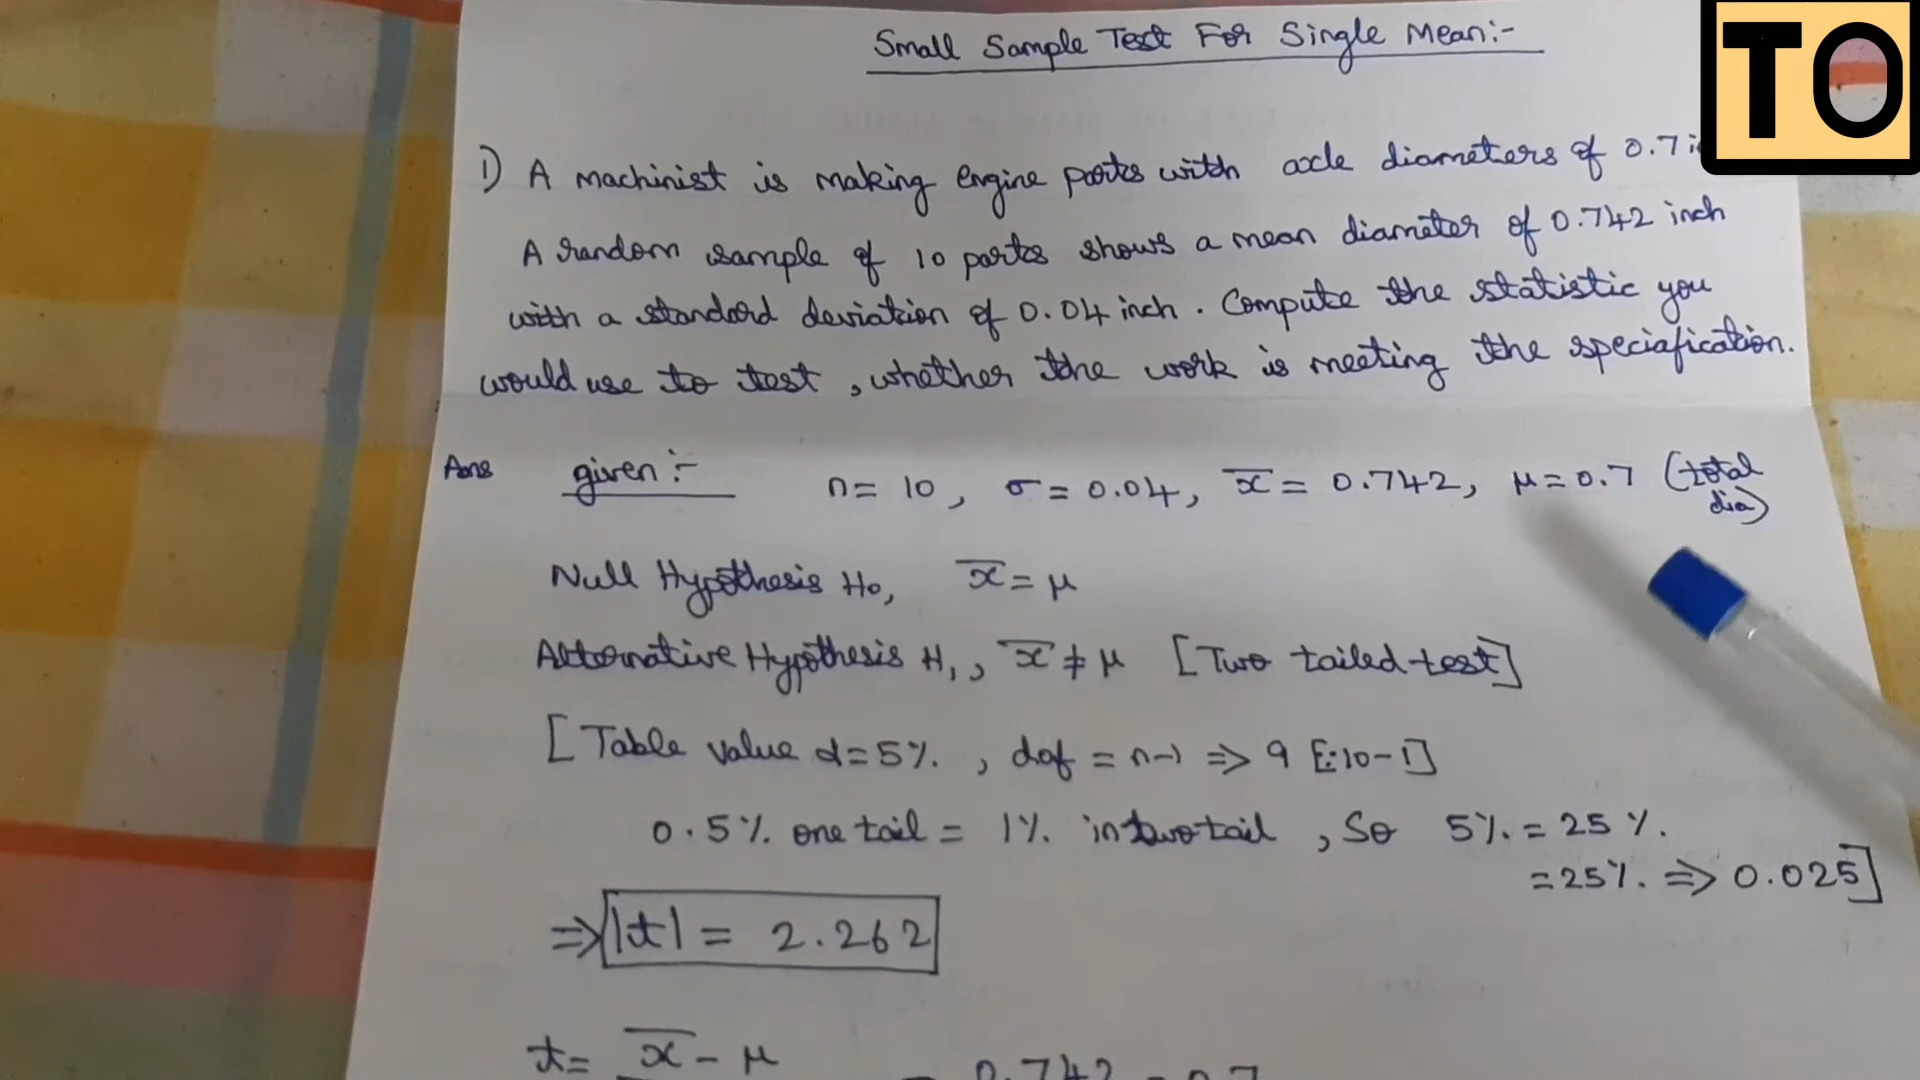 Small Sample Test For Single Mean:-
TO
1) A machinist is making engine parts with axle diameters of 0.7
A random sample of 10 parts shows a mean diameter of 0.742 inch
with a standard deviation of 0.04 inch. Compute the statistic you
would use to test, whether the work is meeting the speciafication.
Ans given:- n = 10, σ = 0.04, x̄ = 0.742, μ = 0.7 (total dia)
Null Hypothesis H₀, x̄ = μ
Alternative Hypothesis H₁, x̄ ≠ μ [Two tailed test]
[Table value α=5%, dof = n-1 => 9 [∵10-1]
0.5% one tail = 1% in two tail, So 5% = 25%.
= 25% => 0.025]
=> |t| = 2.262
t = x̄ - μ = 0.742 - 0.7